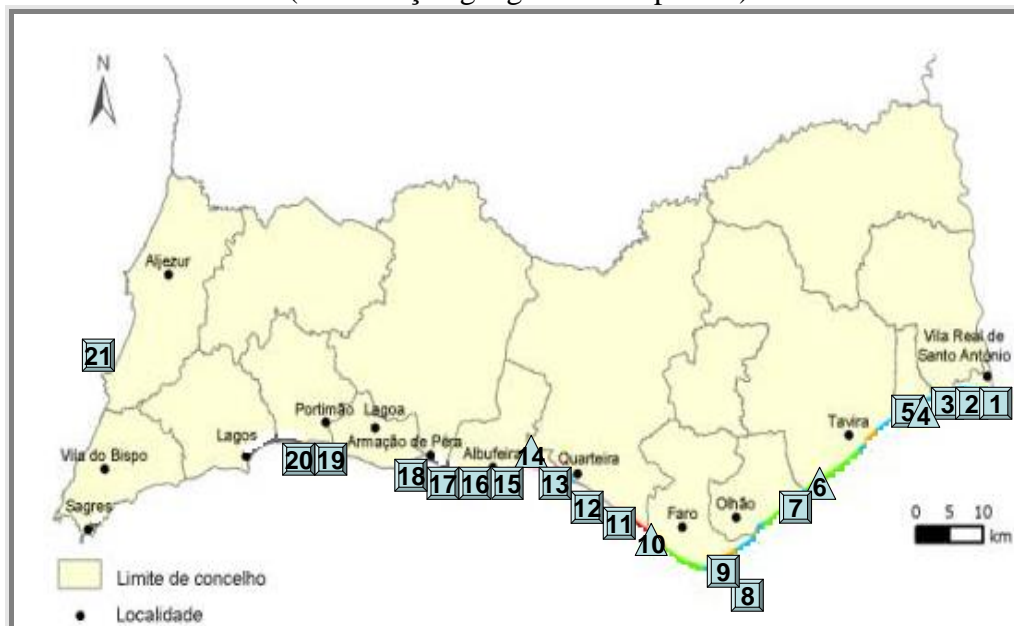 N
Aljezur
Vila Real de
Santo António
21
3 2 1
5 4
Portimão Lagoa
Tavira
Lagos
Armação de Pêra
Albufeira
14
Vila do Bispo
20 19
18
17 16 15
13
Quarteira
6
7
12
Sagres
11
Faro
Olhão
0 5 10
km
10
9
8
Limite de concelho
Localidade